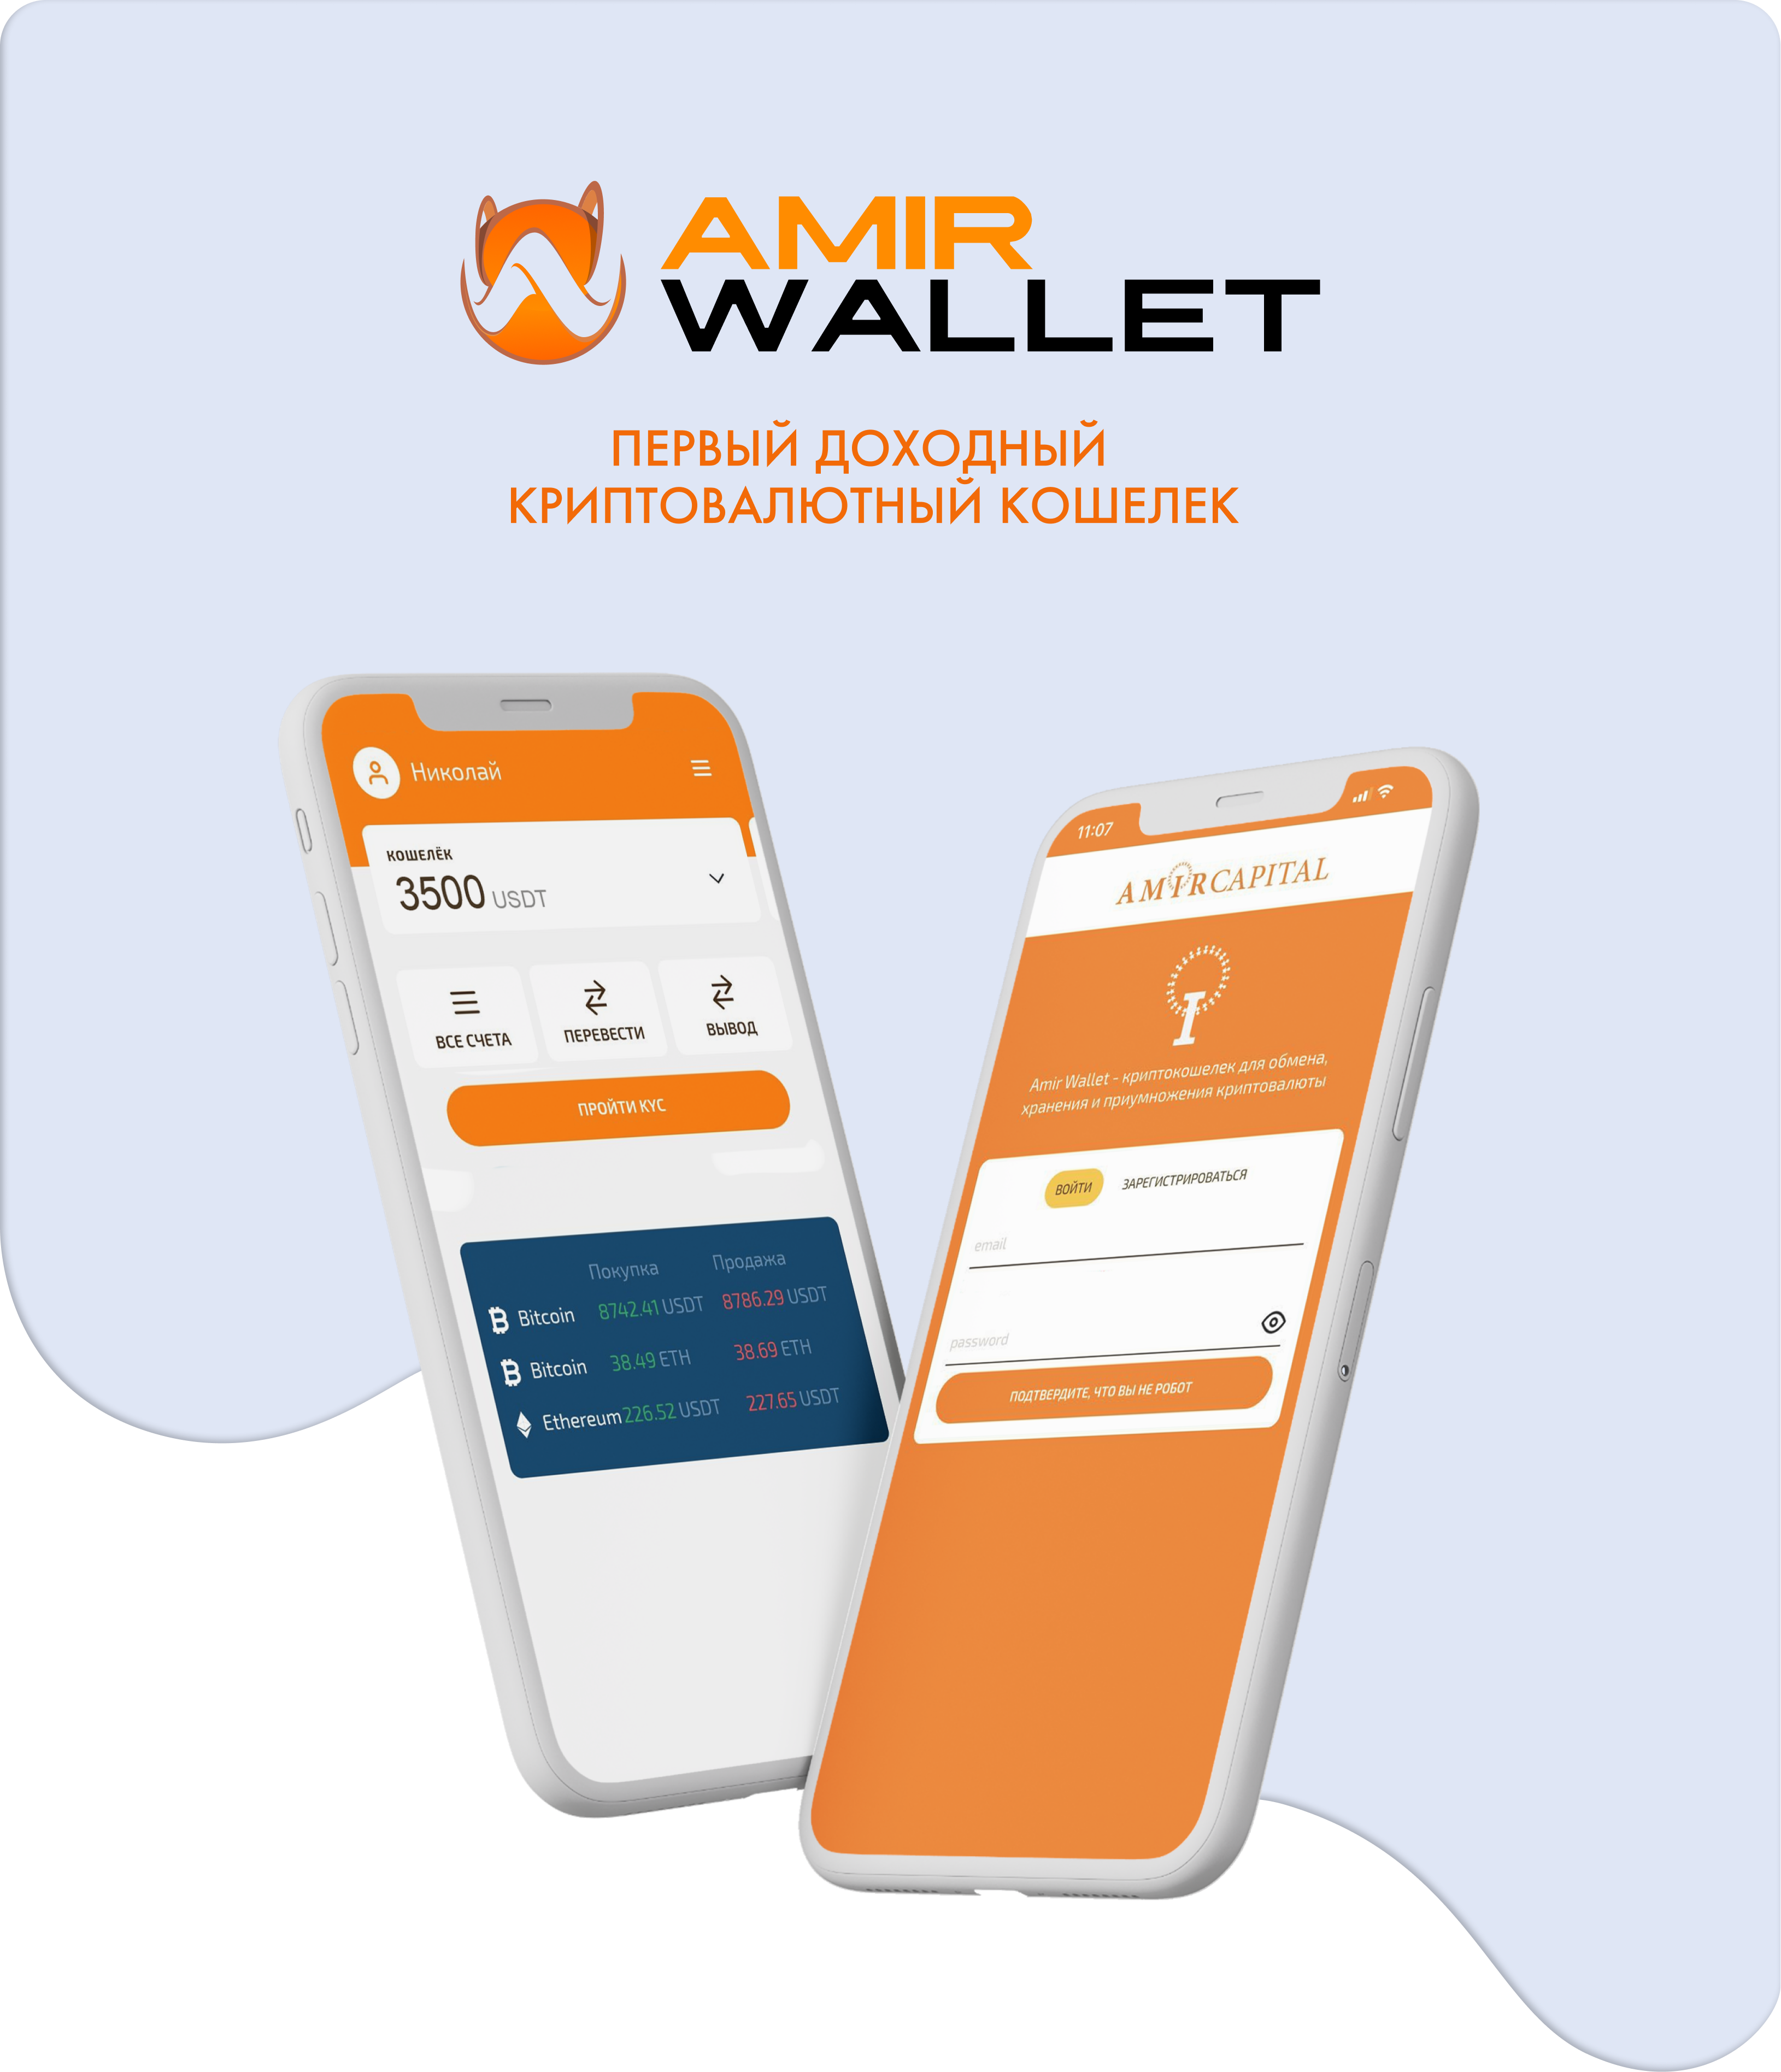 AMIR
WALLET
ПЕРВЫЙ ДОХОДНЫЙ
КРИПТОВАЛЮТНЫЙ КОШЕЛЕК
Николай
КОШЕЛЁК
3500 USDT
ВСЕ СЧЕТА
ПЕРЕВЕСТИ
ВЫВОД
ПРОЙТИ KYC
Покупка Продажа
Bitcoin 8742.41 USDT 8786.29 USDT
Bitcoin 38.49 ETH 38.69 ETH
Ethereum 226.52 USDT 227.65 USDT
11:07
AMIRCAPITAL
Amir Wallet - криптокошелек для обмена,
хранения и приумножения криптовалюты
ВОЙТИ ЗАРЕГИСТРИРОВАТЬСЯ
email
password
ПОДТВЕРДИТЕ, ЧТО ВЫ НЕ РОБОТ